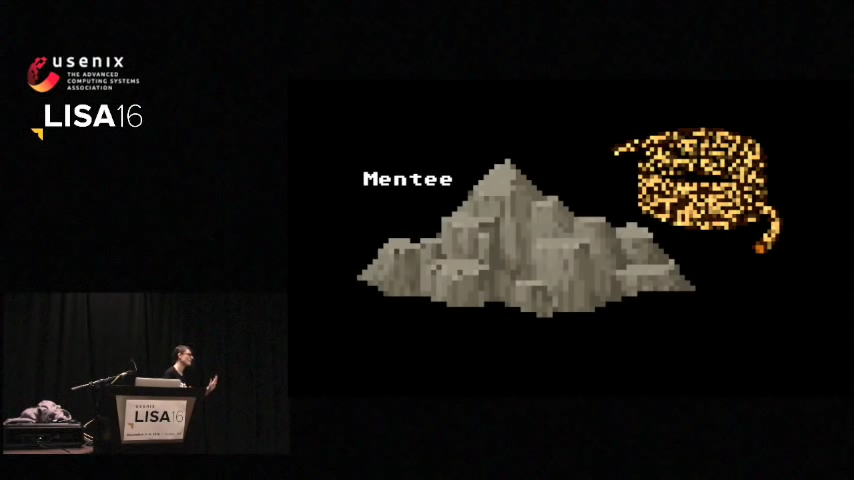 usenix
THE ADVANCED
COMPUTING SYSTEMS
ASSOCIATION
LISA16
Mentee
usenix
LISA16